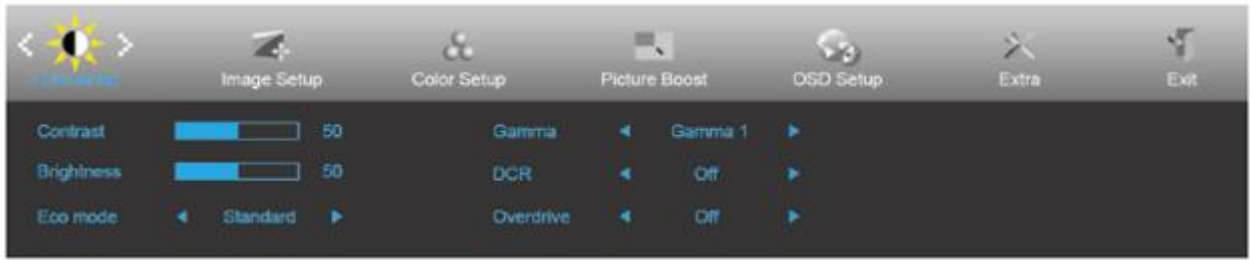 Image Setup Color Setup Picture Boost OSD Setup Extra Exit
Contrast 50 Gamma Gamma 1
Brightness 50 DCR Off
Eco mode Standard Overdrive Off